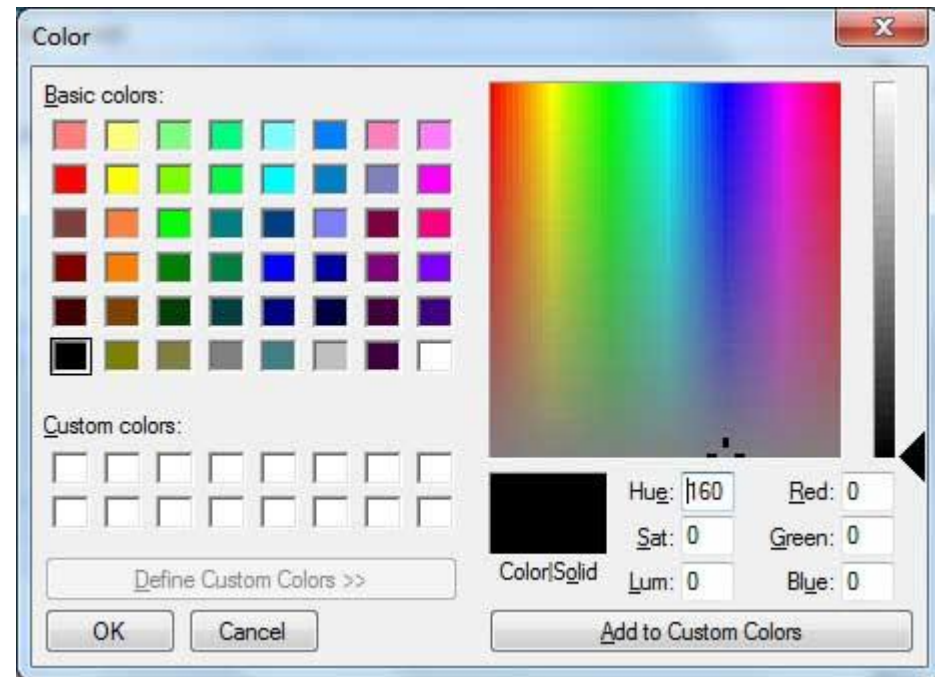 Color
Basic colors:
Custom colors:
Define Custom Colors >>
OK Cancel
Color|Solid
Hue: 160 Red: 0
Sat: 0 Green: 0
Lum: 0 Blue: 0
Add to Custom Colors